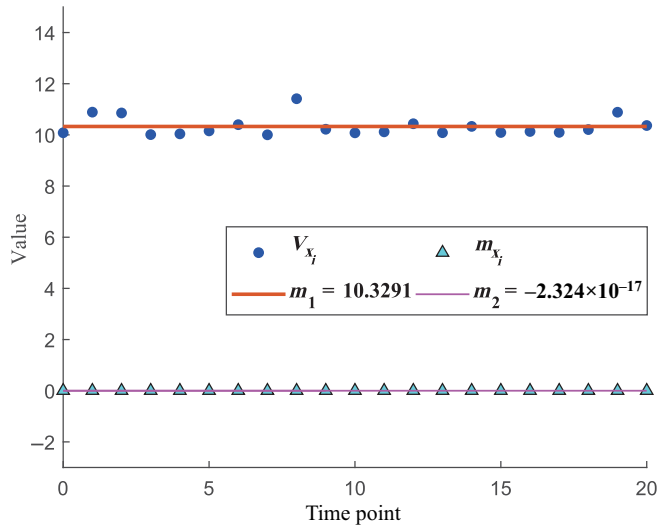 14
12
10
8
6
4
2
0
−2
Value
V_{x_i}
m_{x_i}
m_1 = 10.3291
m_2 = −2.324×10^{−17}
0 5 10 15 20
Time point